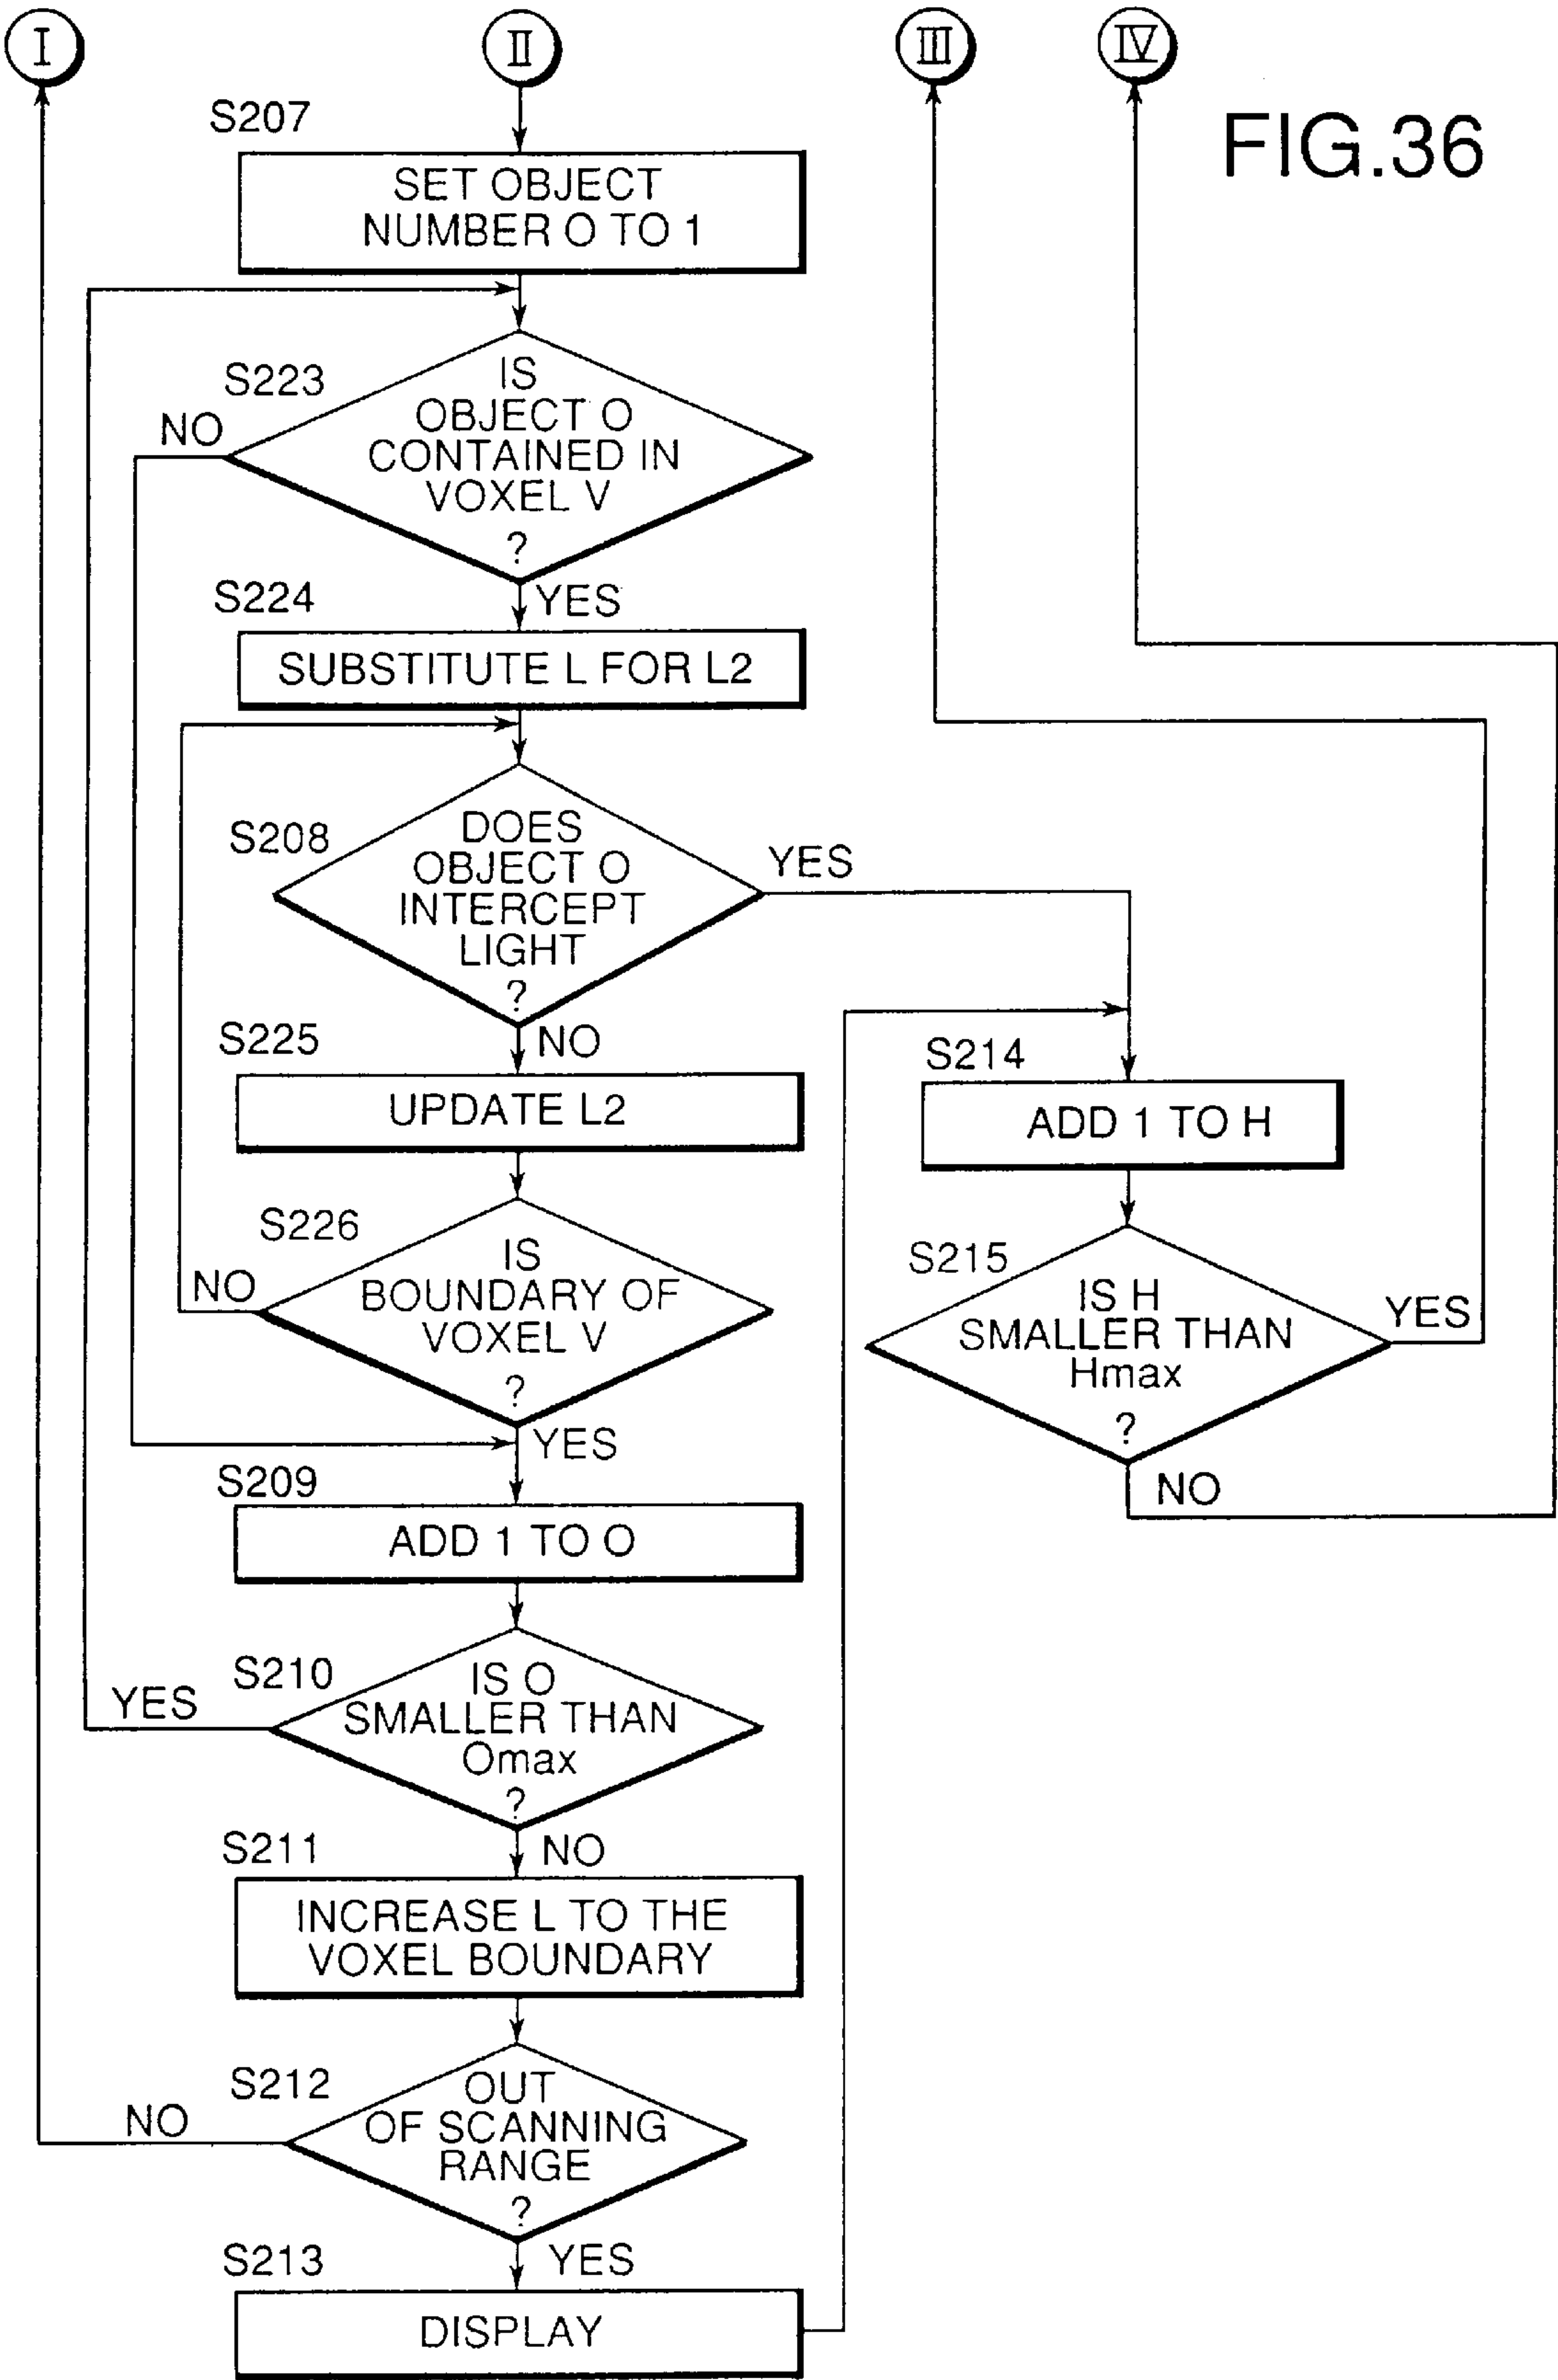 I
II
III
IV
FIG.36
S207
SET OBJECT
NUMBER O TO 1
S223
IS
OBJECT O
CONTAINED IN
VOXEL V
?
NO
YES
S224
SUBSTITUTE L FOR L2
S208
DOES
OBJECT O
INTERCEPT
LIGHT
?
YES
NO
S225
UPDATE L2
S214
ADD 1 TO H
S226
IS
BOUNDARY OF
VOXEL V
?
NO
YES
S215
IS H
SMALLER THAN
Hmax
?
YES
NO
S209
ADD 1 TO O
S210
IS O
SMALLER THAN
Omax
?
YES
NO
S211
INCREASE L TO THE
VOXEL BOUNDARY
S212
OUT
OF SCANNING
RANGE
?
NO
YES
S213
DISPLAY